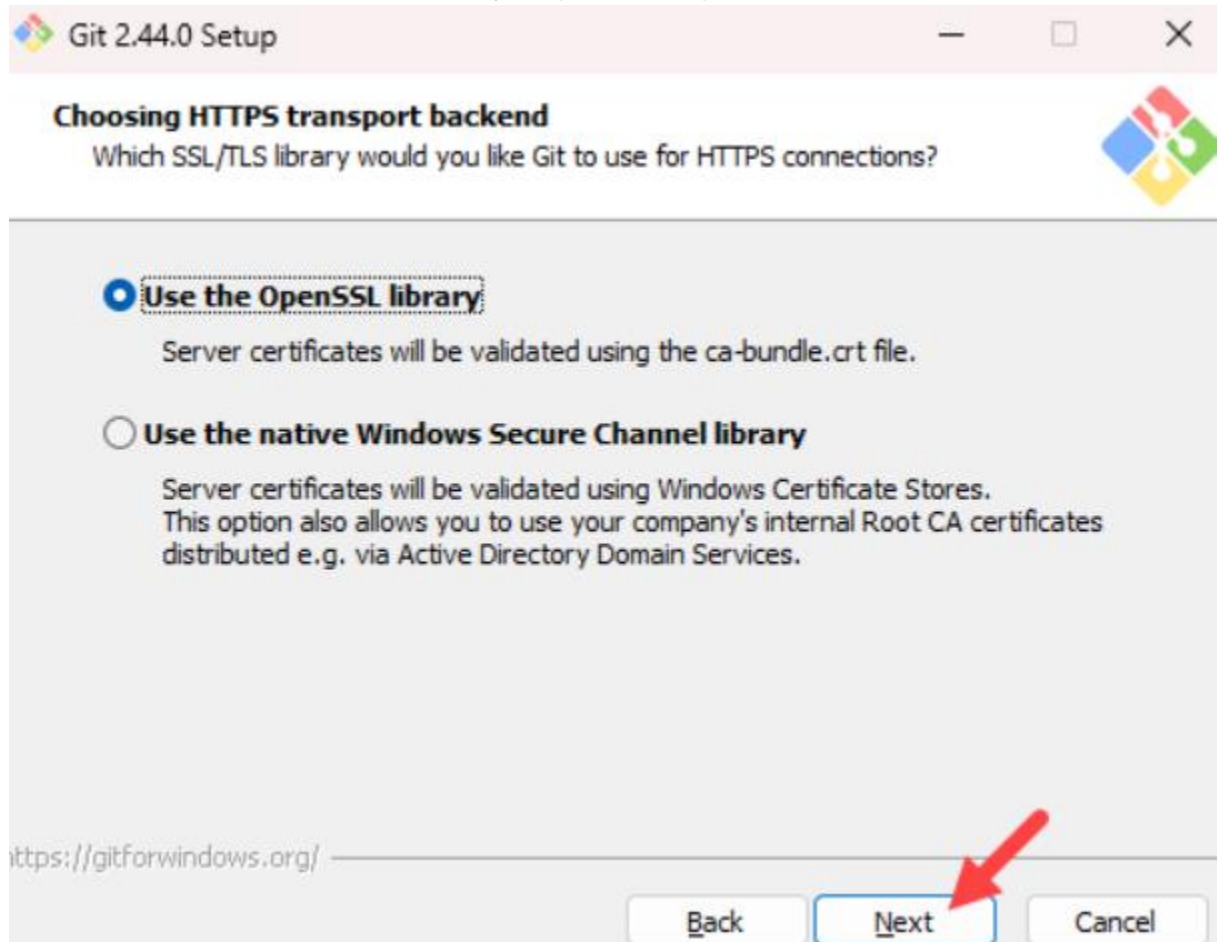 Git 2.44.0 Setup
Choosing HTTPS transport backend
Which SSL/TLS library would you like Git to use for HTTPS connections?
Use the OpenSSL library
Server certificates will be validated using the ca-bundle.crt file.
Use the native Windows Secure Channel library
Server certificates will be validated using Windows Certificate Stores.
This option also allows you to use your company's internal Root CA certificates
distributed e.g. via Active Directory Domain Services.
ttps://gitforwindows.org/
Back Next Cancel